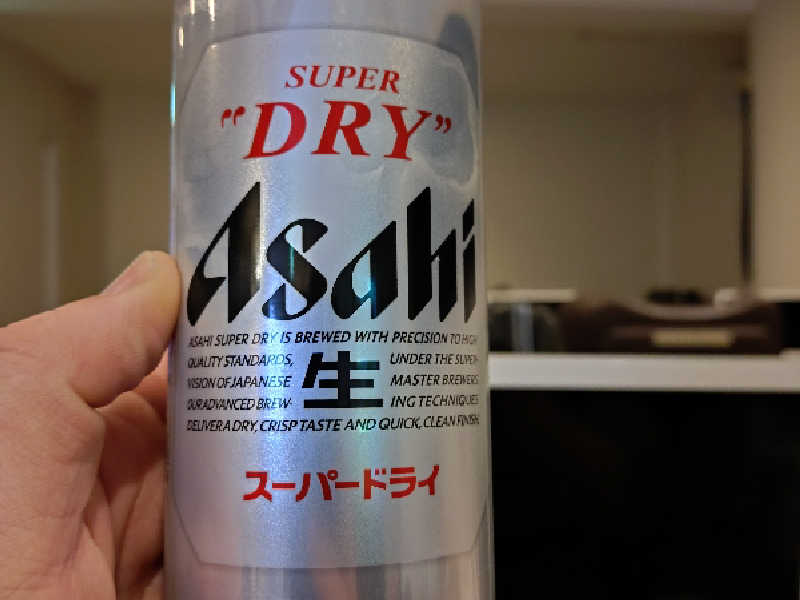 SUPER
"DRY"
Asahi
ASAHI SUPER DRY IS BREWED WITH PRECISION TO HIGH
QUALITY STANDARDS, UNDER THE SUPER-
VISION OF JAPANESE 生 MASTER BREWERS
OUR ADVANCED BREW- ING TECHNIQUES
DELIVER A DRY, CRISP TASTE AND QUICK, CLEAN FINISH
スーパードライ